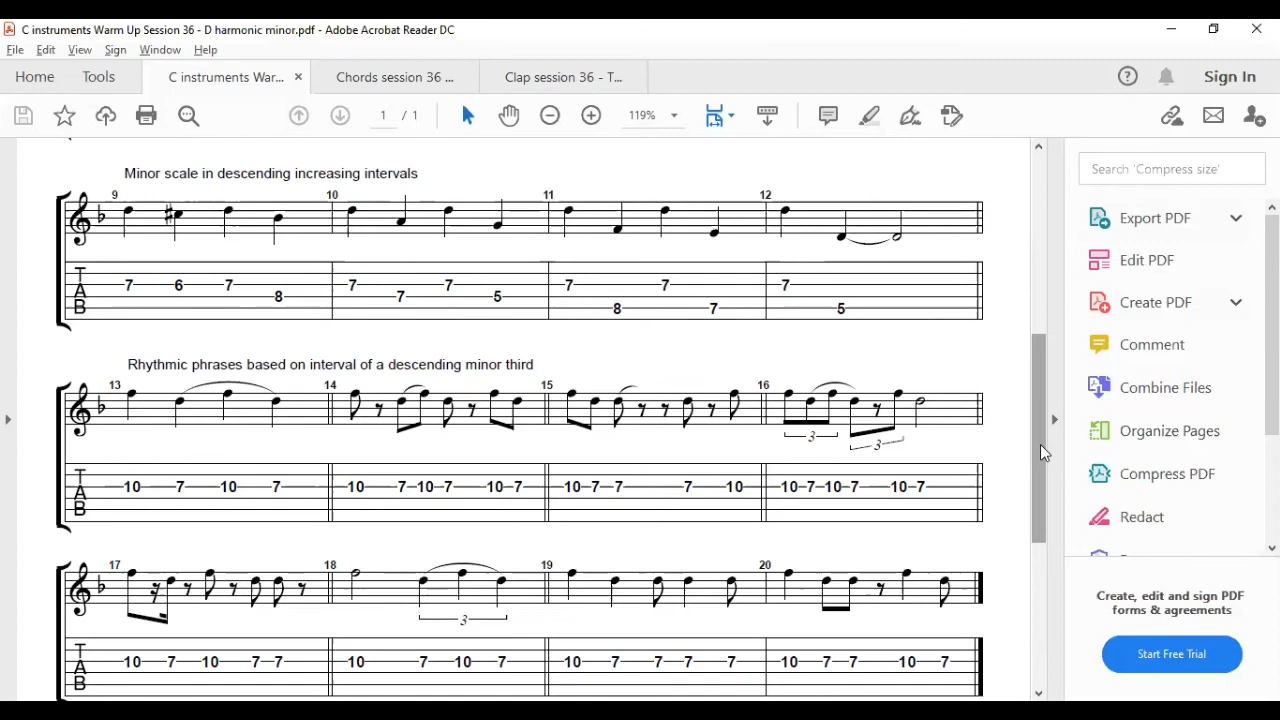 C instruments Warm Up Session 36 - D harmonic minor.pdf - Adobe Acrobat Reader DC
File Edit View Sign Window Help
Home Tools C instruments War... × Chords session 36 ... Clap session 36 - T... Sign In
1 / 1 119%
Search 'Compress size'
Minor scale in descending increasing intervals
9 10 11 12
T
A
B
7 6 7 8 7 7 7 5 7 8 7 7 7 5
Rhythmic phrases based on interval of a descending minor third
13 14 15 16
3 3
T
A
B
10 7 10 7 10 7 10 7 10 7 10 7 7 7 10 10 7 10 7 10 7
17 18 19 20
3
T
A
B
10 7 10 7 7 10 7 10 7 10 7 7 7 7 10 7 7 10 7
Export PDF
Edit PDF
Create PDF
Comment
Combine Files
Organize Pages
Compress PDF
Redact
Create, edit and sign PDF
forms & agreements
Start Free Trial